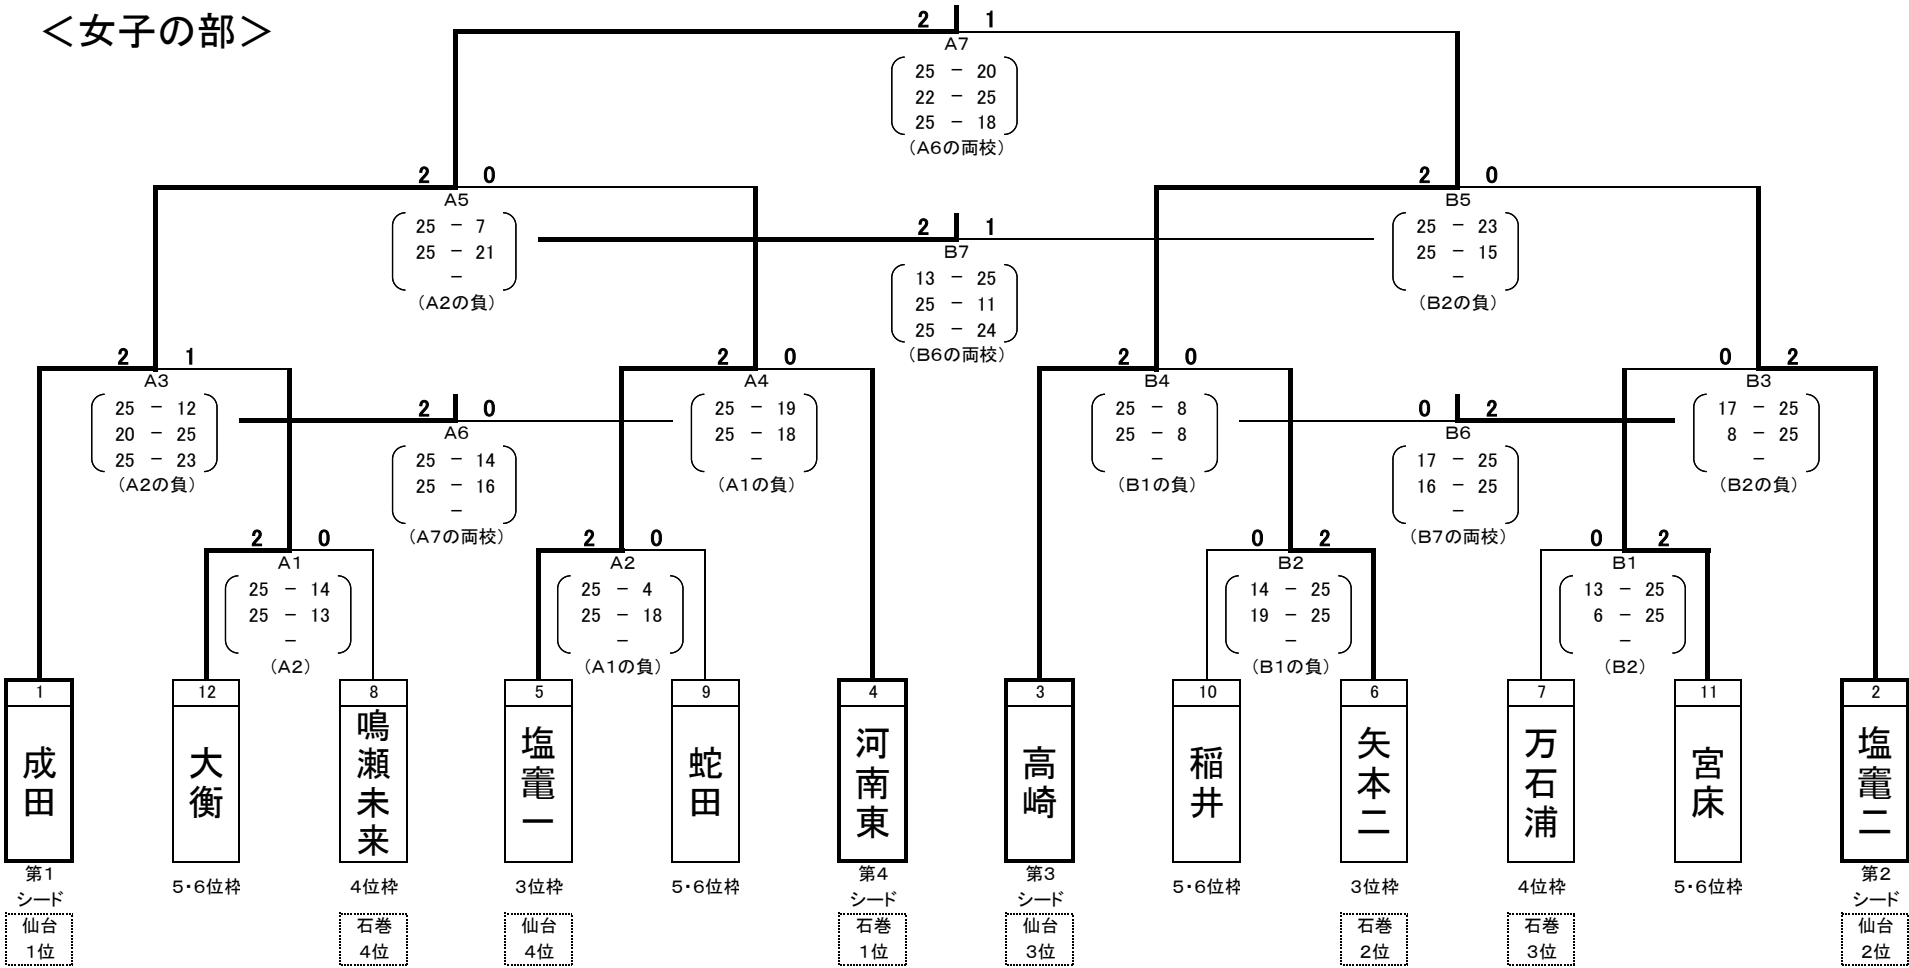 ＜女子の部＞
2 1
A7
25 － 20
22 － 25
25 － 18
（A6の両校）
2 0
A5
25 － 7
25 － 21
－
（A2の負）
2 1
B7
13 － 25
25 － 11
25 － 24
（B6の両校）
2 0
B5
25 － 23
25 － 15
－
（B2の負）
2 1
A3
25 － 12
20 － 25
25 － 23
（A2の負）
2 0
A6
25 － 14
25 － 16
－
（A7の両校）
2 0
A4
25 － 19
25 － 18
－
（A1の負）
2 0
B4
25 － 8
25 － 8
－
（B1の負）
0 2
B6
17 － 25
16 － 25
－
（B7の両校）
0 2
B3
17 － 25
8 － 25
－
（B2の負）
2 0
A1
25 － 14
25 － 13
－
（A2）
2 0
A2
25 － 4
25 － 18
－
（A1の負）
0 2
B2
14 － 25
19 － 25
－
（B1の負）
0 2
B1
13 － 25
6 － 25
－
（B2）
1
成田
第1
シード
仙台
1位
12
大衡
5・6位枠
8
鳴瀬未来
4位枠
石巻
4位
5
塩竈一
3位枠
仙台
4位
9
蛇田
5・6位枠
4
河南東
第4
シード
石巻
1位
3
高崎
第3
シード
仙台
3位
10
稲井
5・6位枠
6
矢本二
3位枠
石巻
2位
7
万石浦
4位枠
石巻
3位
11
宮床
5・6位枠
2
塩竈二
第2
シード
仙台
2位